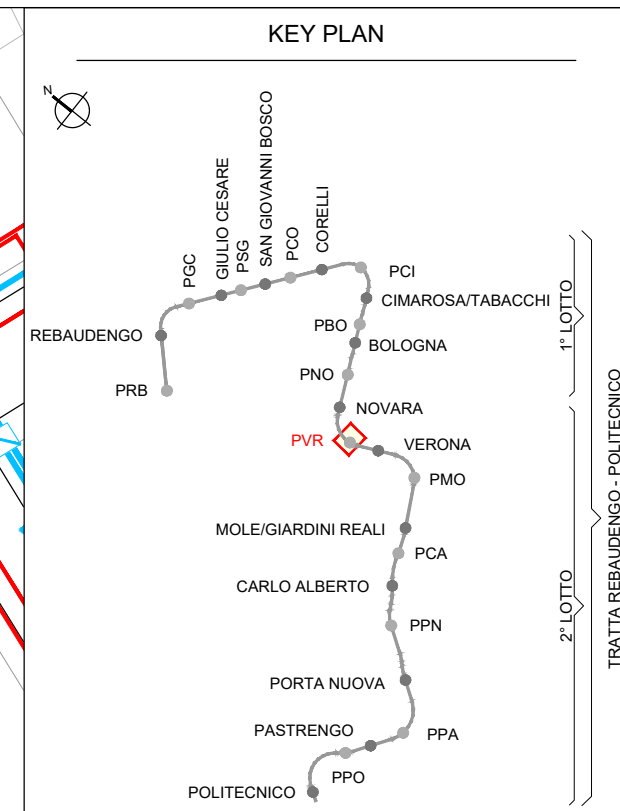 KEY PLAN
N
PGC
GIULIO CESARE
PSG
SAN GIOVANNI BOSCO
PCO
CORELLI
PCI
CIMAROSA/TABACCHI
REBAUDENGO
PBO
BOLOGNA
PRB
PNO
NOVARA
PVR
VERONA
PMO
MOLE/GIARDINI REALI
PCA
CARLO ALBERTO
PPN
PORTA NUOVA
PASTRENGO
PPA
PPO
POLITECNICO
1° LOTTO
2° LOTTO
TRATTA REBAUDENGO - POLITECNICO